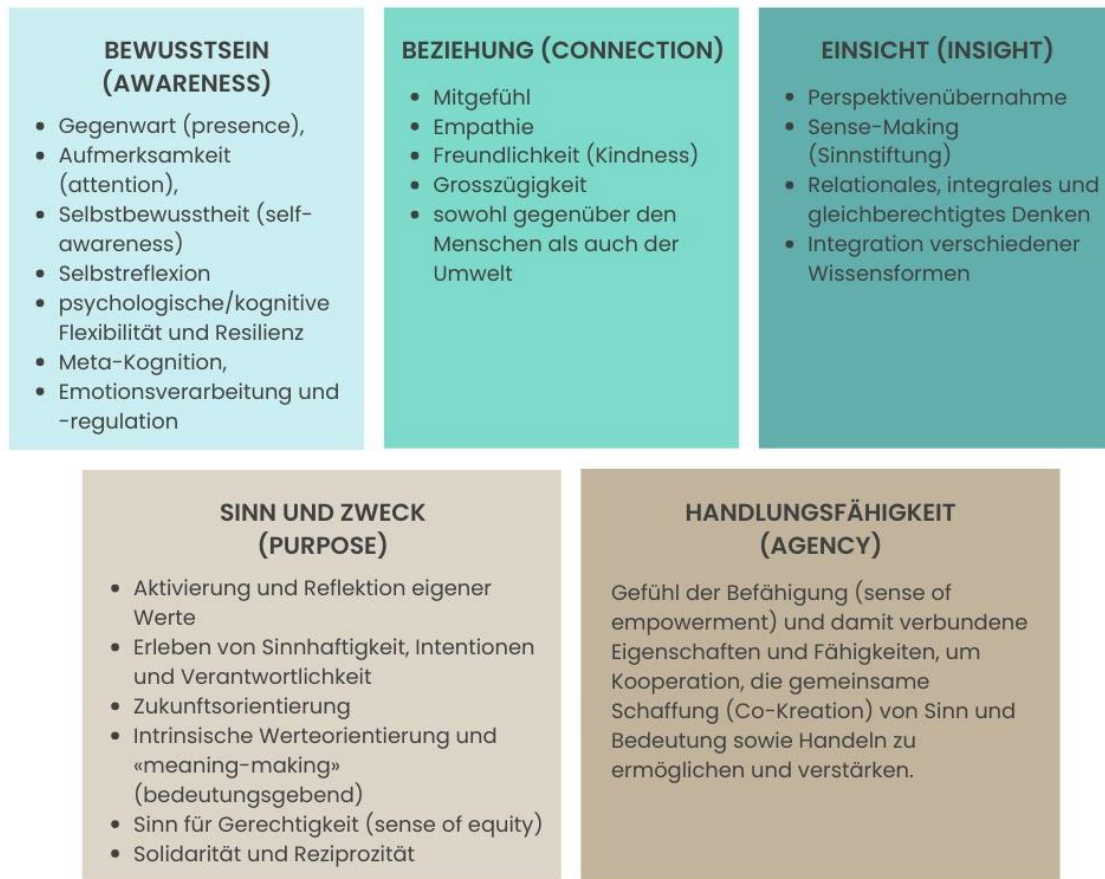 BEWUSSTSEIN
(AWARENESS)
• Gegenwart (presence),
• Aufmerksamkeit
(attention),
• Selbstbewusstheit (self-
awareness)
• Selbstreflexion
• psychologische/kognitive
Flexibilität und Resilienz
• Meta-Kognition,
• Emotionsverarbeitung und
-regulation
BEZIEHUNG (CONNECTION)
• Mitgefühl
• Empathie
• Freundlichkeit (Kindness)
• Grosszügigkeit
• sowohl gegenüber den
Menschen als auch der
Umwelt
EINSICHT (INSIGHT)
• Perspektivenübernahme
• Sense-Making
(Sinnstiftung)
• Relationales, integrales und
gleichberechtigtes Denken
• Integration verschiedener
Wissensformen
SINN UND ZWECK
(PURPOSE)
• Aktivierung und Reflektion eigener
Werte
• Erleben von Sinnhaftigkeit, Intentionen
und Verantwortlichkeit
• Zukunftsorientierung
• Intrinsische Werteorientierung und
«meaning-making»
(bedeutungsgebend)
• Sinn für Gerechtigkeit (sense of equity)
• Solidarität und Reziprozität
HANDLUNGSFÄHIGKEIT
(AGENCY)
Gefühl der Befähigung (sense of
empowerment) und damit verbundene
Eigenschaften und Fähigkeiten, um
Kooperation, die gemeinsame
Schaffung (Co-Kreation) von Sinn und
Bedeutung sowie Handeln zu
ermöglichen und verstärken.